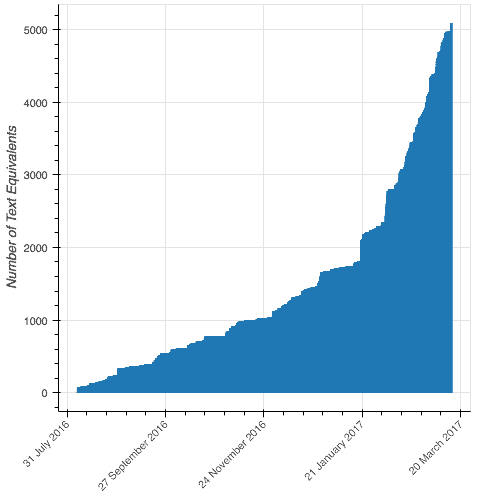 Number of Text Equivalents
5000
4000
3000
2000
1000
0
31 July 2016
27 September 2016
24 November 2016
21 January 2017
20 March 2017